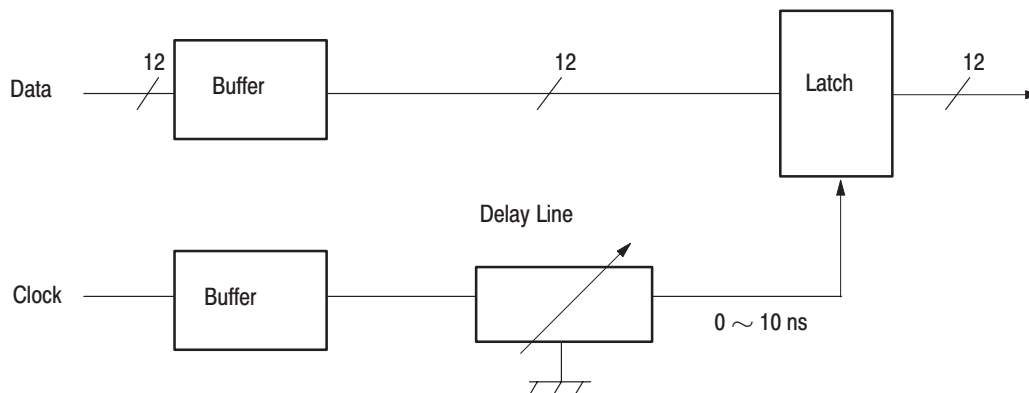 12
12
12
Data
Buffer
Latch
Delay Line
Clock
Buffer
0 ∼ 10 ns